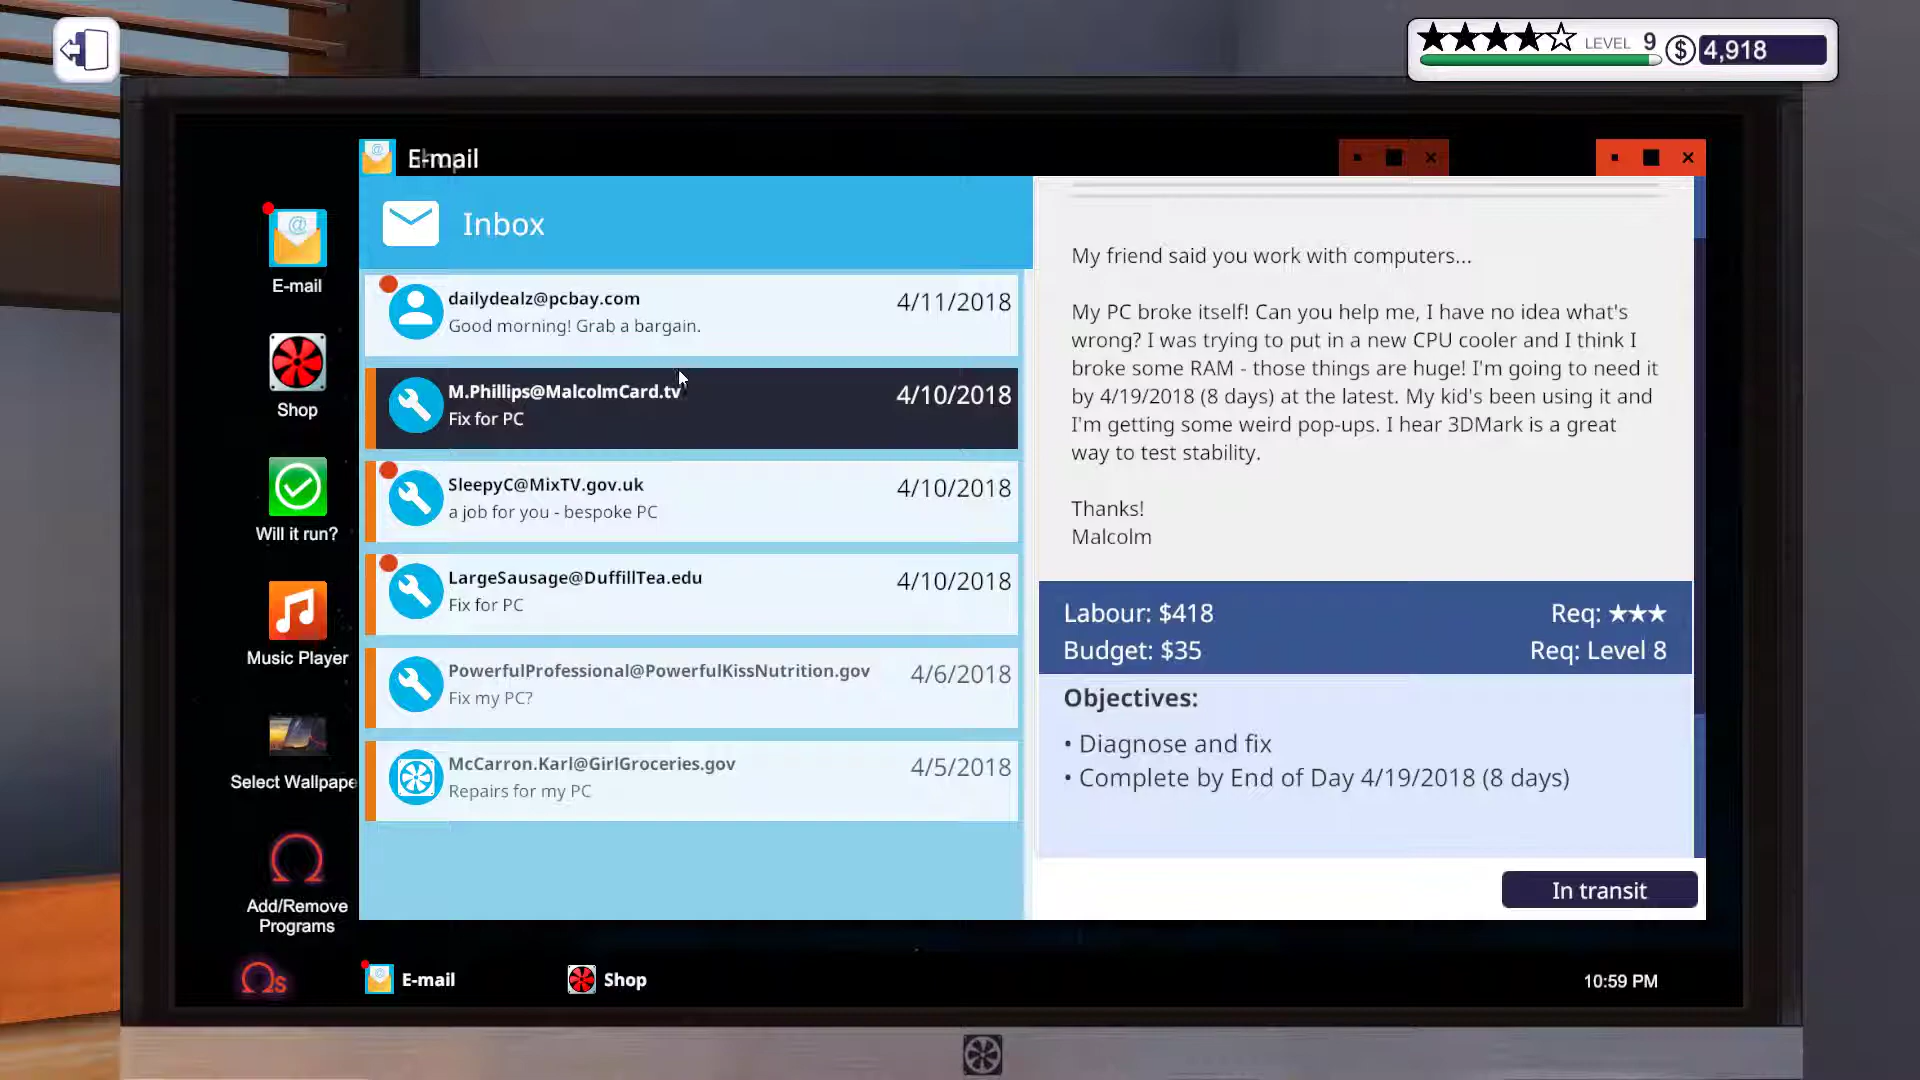 LEVEL 9
4,918
E-mail
Inbox
dailydealz@pcbay.com
4/11/2018
Good morning! Grab a bargain.
M.Phillips@MalcolmCard.tv
4/10/2018
Fix for PC
SleepyC@MixTV.gov.uk
4/10/2018
a job for you - bespoke PC
LargeSausage@DuffillTea.edu
4/10/2018
Fix for PC
PowerfulProfessional@PowerfulKissNutrition.gov
4/6/2018
Fix my PC?
McCarron.Karl@GirlGroceries.gov
4/5/2018
Repairs for my PC
My friend said you work with computers...
My PC broke itself! Can you help me, I have no idea what's
wrong? I was trying to put in a new CPU cooler and I think I
broke some RAM - those things are huge! I'm going to need it
by 4/19/2018 (8 days) at the latest. My kid's been using it and
I'm getting some weird pop-ups. I hear 3DMark is a great
way to test stability.
Thanks!
Malcolm
Labour: $418
Req: ★★★
Budget: $35
Req: Level 8
Objectives:
• Diagnose and fix
• Complete by End of Day 4/19/2018 (8 days)
In transit
E-mail
Shop
Will it run?
Music Player
Select Wallpape
Add/Remove
Programs
Ωs
E-mail
Shop
10:59 PM